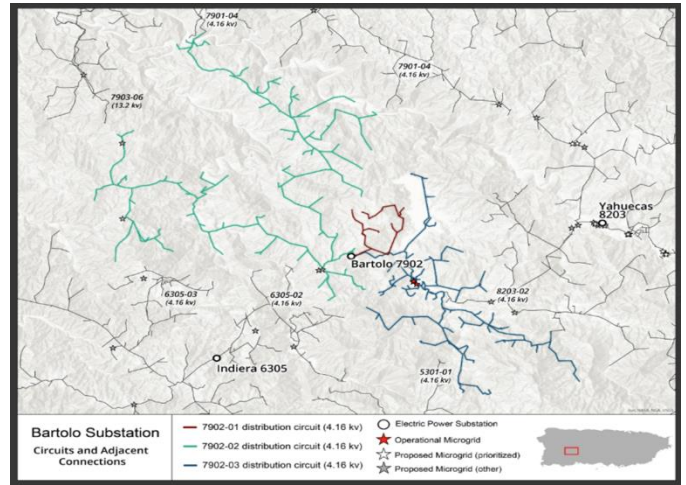 7901-04
(4.16 kv)
7901-04
(4.16 kv)
7903-06
(13.2 kv)
Yahuecas
8203
Bartolo 7902
6305-03
(4.16 kv)
6305-02
(4.16 kv)
8203-02
(4.16 kv)
Indiera 6305
5301-01
(4.16 kv)
Bartolo Substation
Circuits and Adjacent
Connections
7902-01 distribution circuit (4.16 kv)
7902-02 distribution circuit (4.16 kv)
7902-03 distribution circuit (4.16 kv)
Electric Power Substation
Operational Microgrid
Proposed Microgrid (prioritized)
Proposed Microgrid (other)